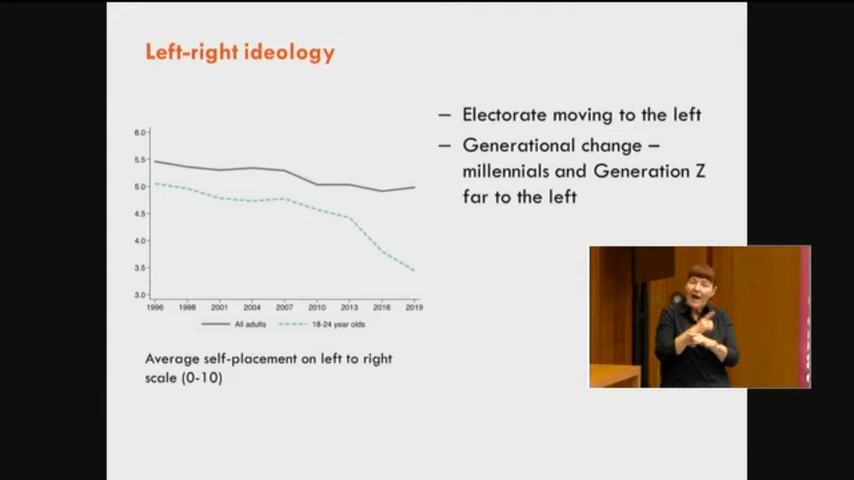 Left-right ideology
— Electorate moving to the left
— Generational change –
millennials and Generation Z
far to the left
6.0
5.5
5.0
4.5
4.0
3.5
3.0
1996 1998 2001 2004 2007 2010 2013 2016 2019
All adults 18-24 year olds
Average self-placement on left to right
scale (0-10)